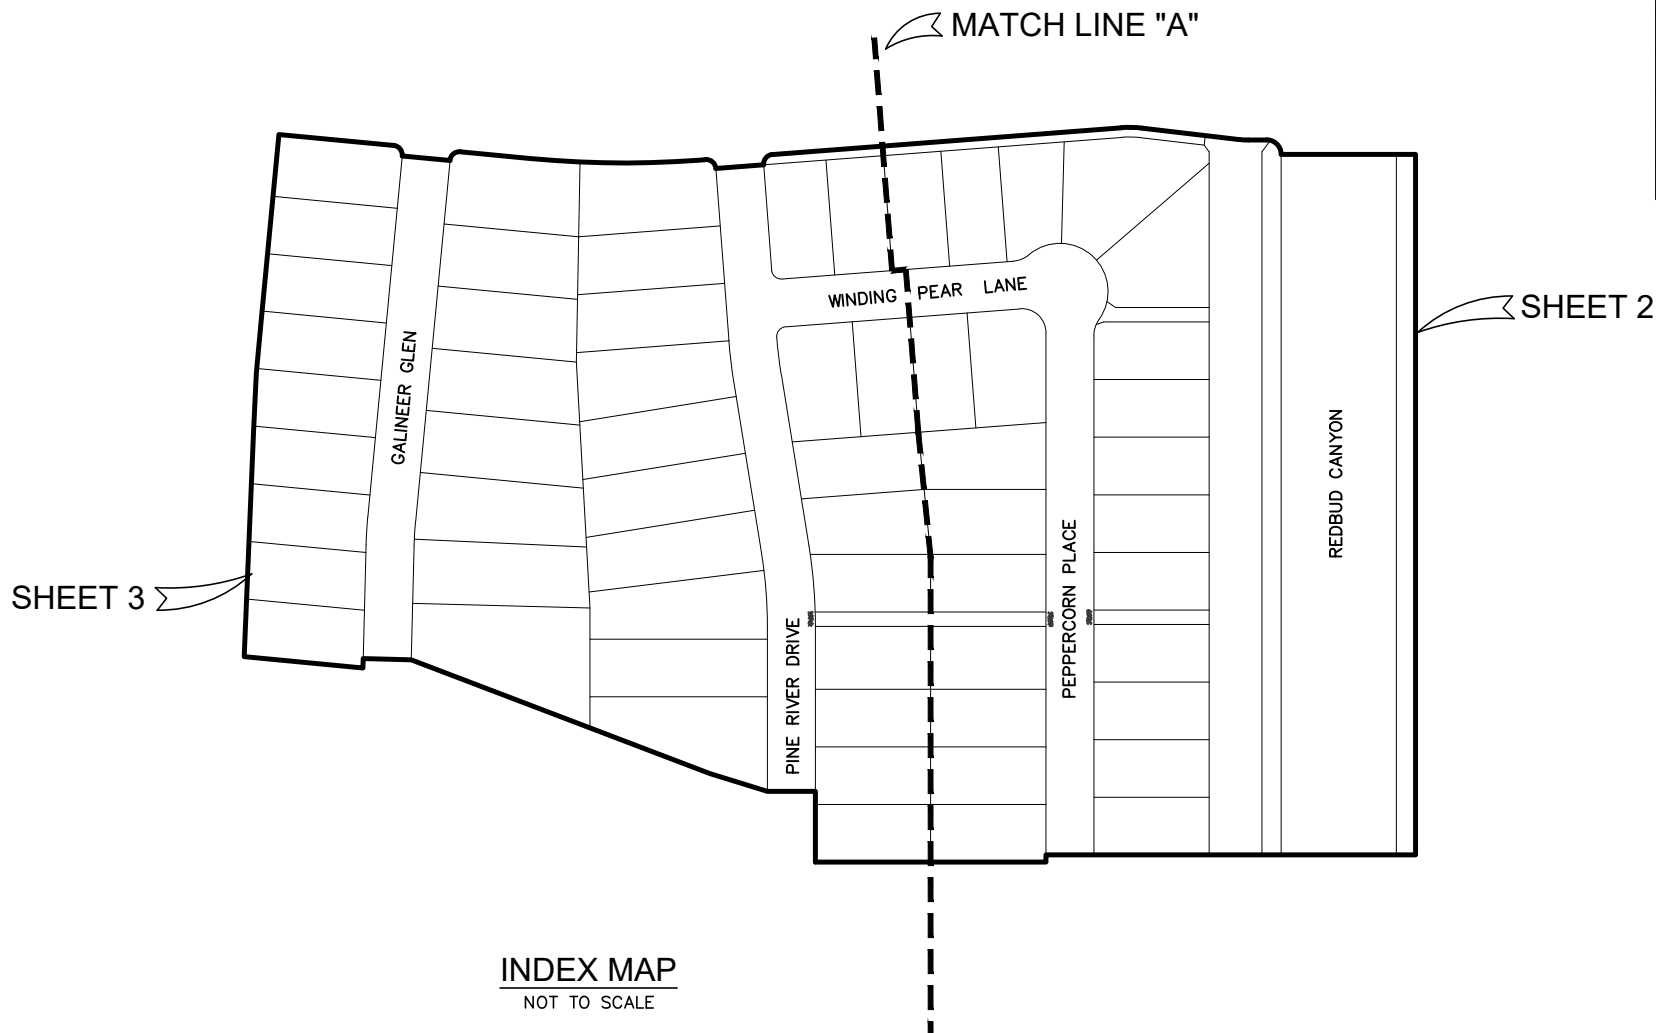 MATCH LINE "A"
WINDING PEAR LANE
SHEET 2
GALINEER GLEN
REDBUD CANYON
PEPPERCORN PLACE
SHEET 3
PINE RIVER DRIVE
INDEX MAP
NOT TO SCALE